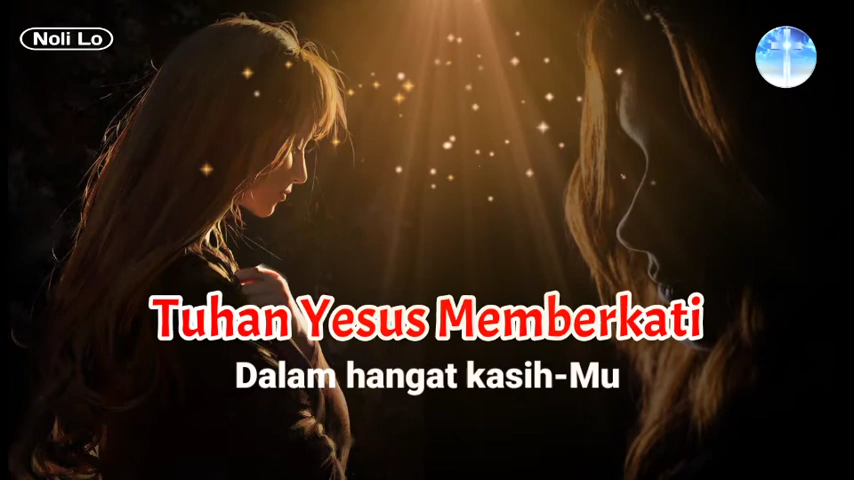 Noli Lo
Tuhan Yesus Memberkati
Dalam hangat kasih-Mu